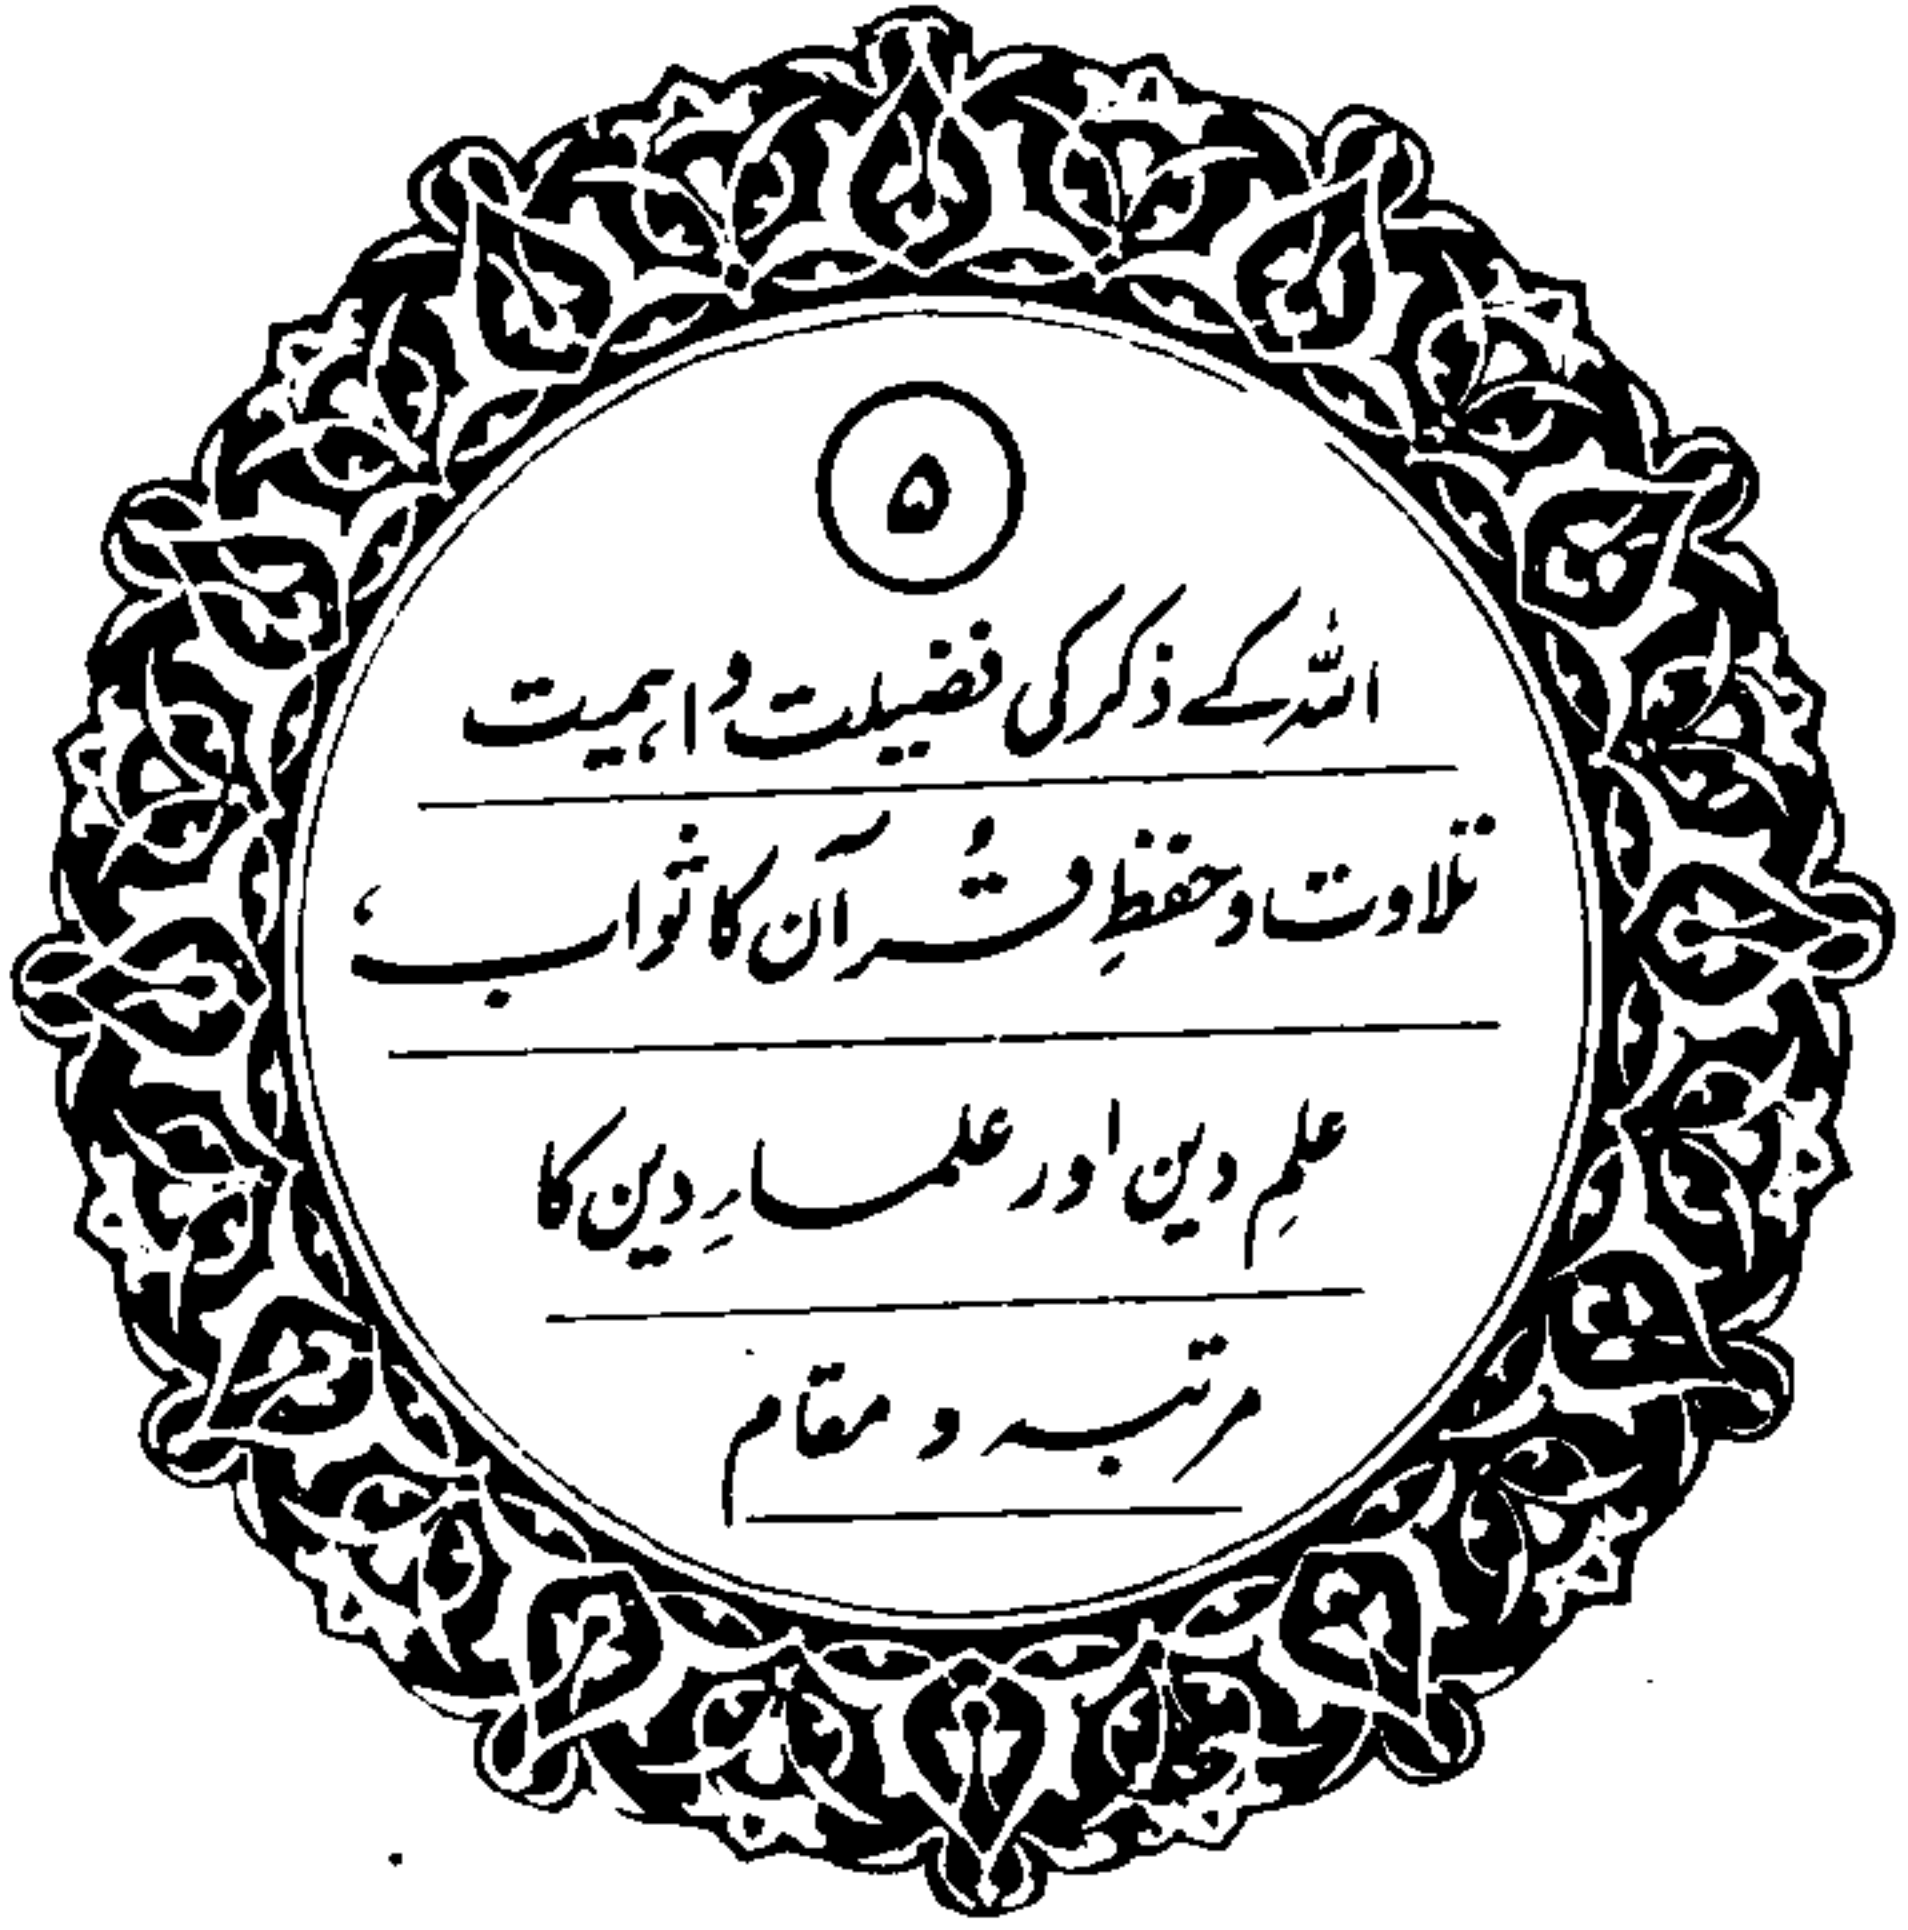 ۵
اللہ کے ذکر کی فضیلت و اہمیت
تلاوت و حفظِ قرآن کا ثواب،
علمِ دین اور علماءِ دین کا
مرتبہ و مقام